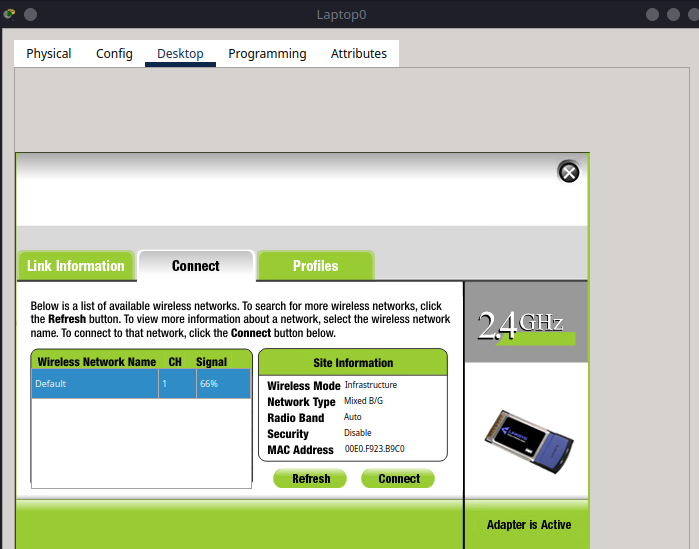 Laptop0
Physical Config Desktop Programming Attributes
Link Information Connect Profiles
Below is a list of available wireless networks. To search for more wireless networks, click
the Refresh button. To view more information about a network, select the wireless network
name. To connect to that network, click the Connect button below.
2.4GHz
Wireless Network Name CH Signal
Default 1 66%
Site Information
Wireless Mode Infrastructure
Network Type Mixed B/G
Radio Band Auto
Security Disable
MAC Address 00E0.F923.B9C0
Refresh Connect
Adapter is Active